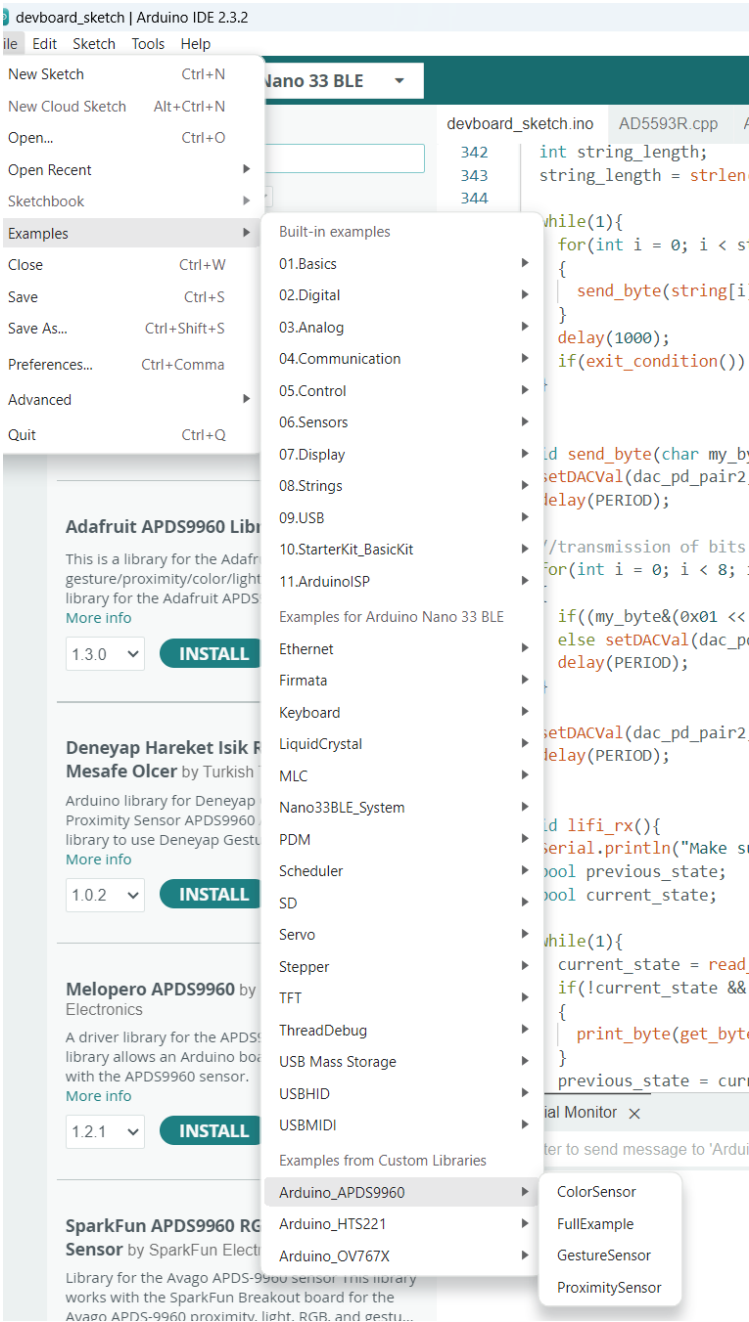 devboard_sketch | Arduino IDE 2.3.2
ile Edit Sketch Tools Help
New Sketch Ctrl+N
New Cloud Sketch Alt+Ctrl+N
Open... Ctrl+O
Open Recent
Sketchbook
Examples
Close Ctrl+W
Save Ctrl+S
Save As... Ctrl+Shift+S
Preferences... Ctrl+Comma
Advanced
Quit Ctrl+Q
Nano 33 BLE
Built-in examples
01.Basics
02.Digital
03.Analog
04.Communication
05.Control
06.Sensors
07.Display
08.Strings
09.USB
10.StarterKit_BasicKit
11.ArduinoISP
Examples for Arduino Nano 33 BLE
Ethernet
Firmata
Keyboard
LiquidCrystal
MLC
Nano33BLE_System
PDM
Scheduler
SD
Servo
Stepper
TFT
ThreadDebug
USB Mass Storage
USBHID
USBMIDI
Examples from Custom Libraries
Arduino_APDS9960
Arduino_HTS221
Arduino_OV767X
ColorSensor
FullExample
GestureSensor
ProximitySensor
Adafruit APDS9960 Libr
This is a library for the Adafr
gesture/proximity/color/light
library for the Adafruit APDS
More info
1.3.0 INSTALL
Deneyap Hareket Isik R
Mesafe Olcer by Turkish
Arduino library for Deneyap
Proximity Sensor APDS9960
library to use Deneyap Gestu
More info
1.0.2 INSTALL
Melopero APDS9960 by
Electronics
A driver library for the APDS
library allows an Arduino boa
with the APDS9960 sensor.
More info
1.2.1 INSTALL
SparkFun APDS9960 RG
Sensor by SparkFun Electr
Library for the Avago APDS-9960 sensor This library
works with the SparkFun Breakout board for the
Avago APDS-9960 proximity, light, RGB, and gestu...
devboard_sketch.ino AD5593R.cpp A
342 int string_length;
343 string_length = strlen
344
while(1){
for(int i = 0; i < s
{
send_byte(string[i
}
delay(1000);
if(exit_condition())
id send_byte(char my_b
setDACVal(dac_pd_pair2
delay(PERIOD);
//transmission of bits
for(int i = 0; i < 8;
if((my_byte&(0x01 <<
else setDACVal(dac_p
delay(PERIOD);
setDACVal(dac_pd_pair2
delay(PERIOD);
id lifi_rx(){
Serial.println("Make s
bool previous_state;
bool current_state;
while(1){
current_state = read_
if(!current_state &&
{
print_byte(get_byt
}
previous_state = cur
ial Monitor ×
ter to send message to 'Ardui